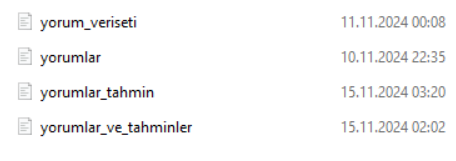 yorum_veriseti 11.11.2024 00:08
yorumlar 10.11.2024 22:35
yorumlar_tahmin 15.11.2024 03:20
yorumlar_ve_tahminler 15.11.2024 02:02